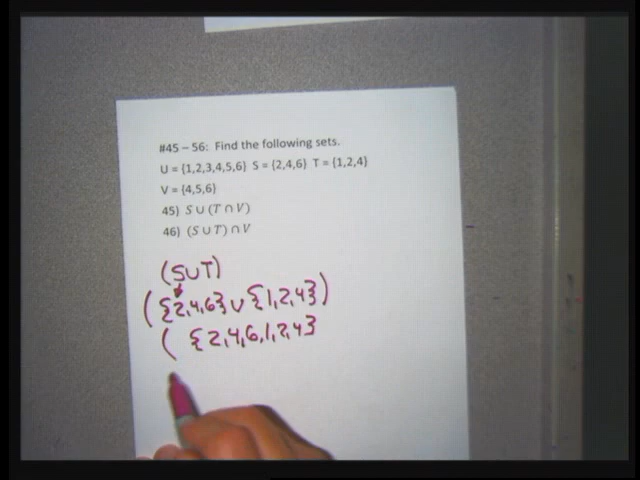 #45 – 56: Find the following sets.
U = {1,2,3,4,5,6} S = {2,4,6} T = {1,2,4}
V = {4,5,6}
45) S ∪ (T ∩ V)
46) (S ∪ T) ∩ V
(S∪T)
({2,4,6} ∪ {1,2,4})
( {2,4,6,1,2,4}